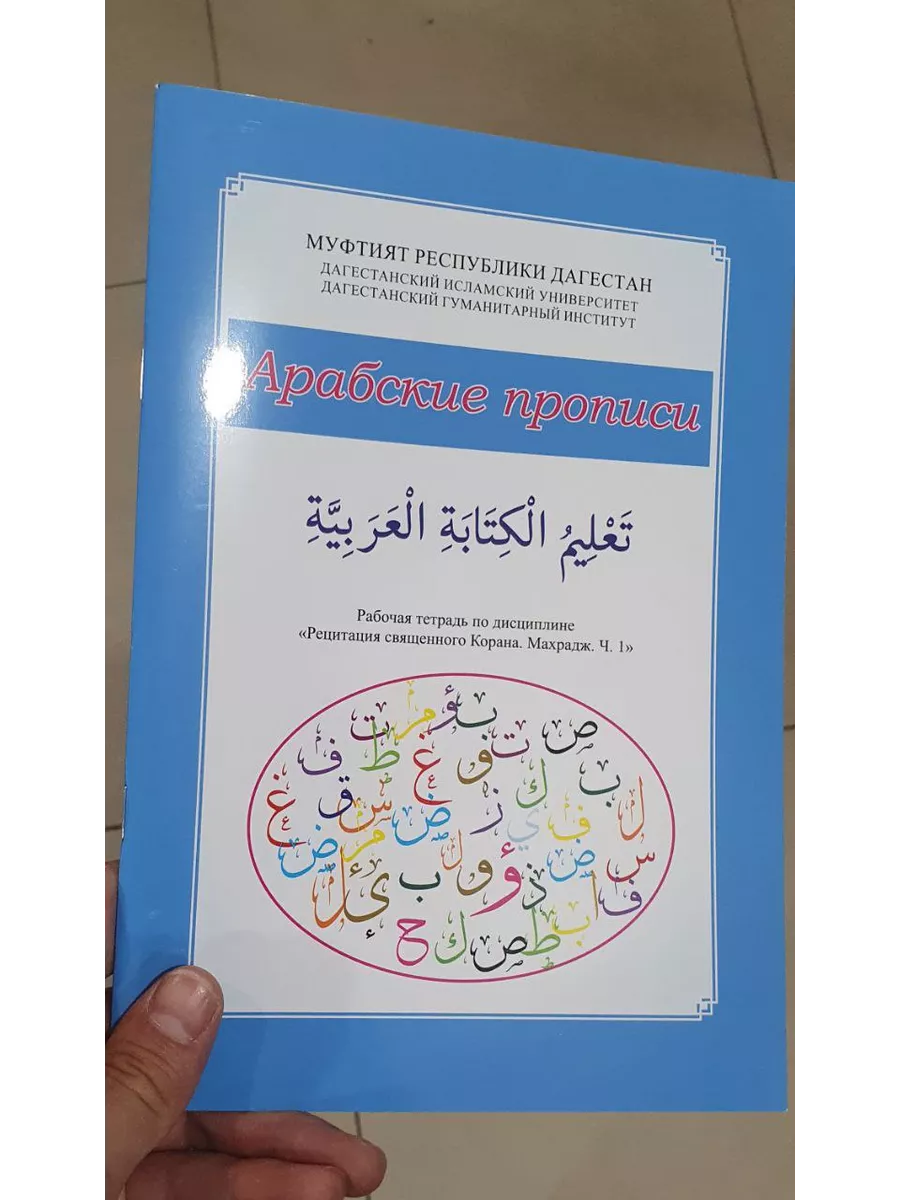 МУФТИЯТ РЕСПУБЛИКИ ДАГЕСТАН
ДАГЕСТАНСКИЙ ИСЛАМСКИЙ УНИВЕРСИТЕТ
ДАГЕСТАНСКИЙ ГУМАНИТАРНЫЙ ИНСТИТУТ
Арабские прописи
تَعْلِيمُ الْكِتَابَةِ الْعَرَبِيَّةِ
Рабочая тетрадь по дисциплине
«Рецитация священного Корана. Махрадж. Ч. 1»